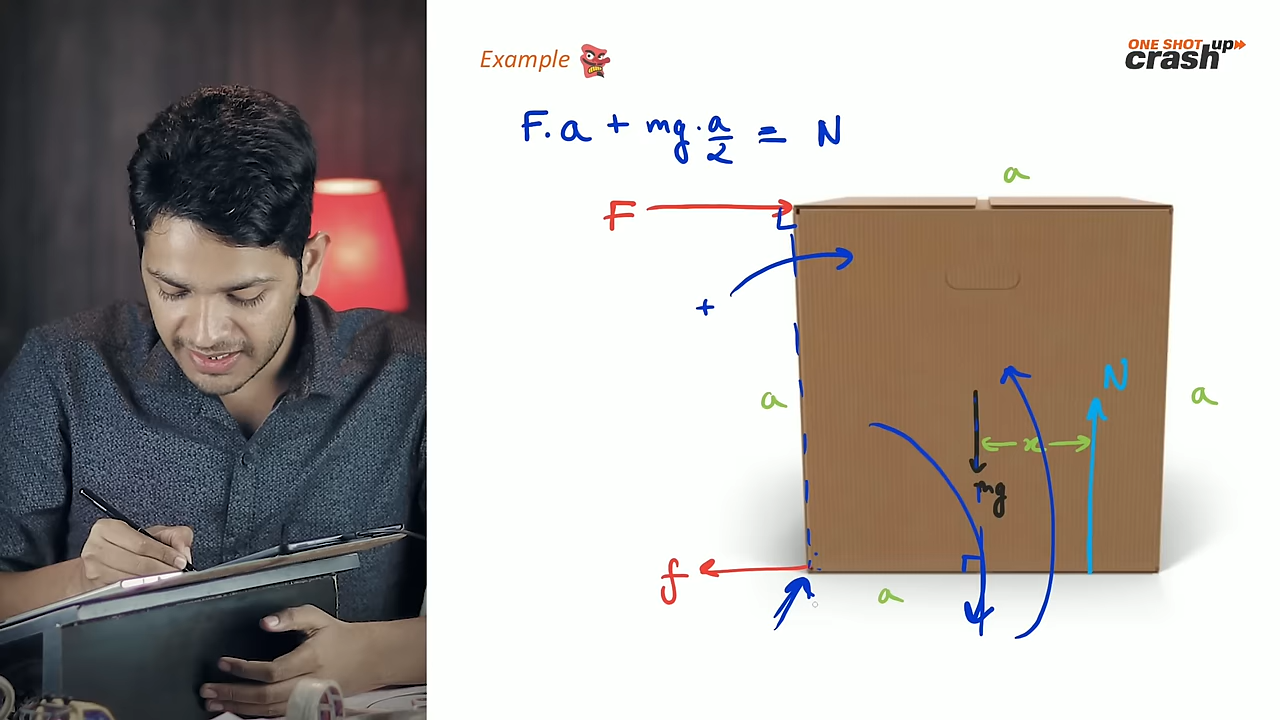 Example
ONE SHOT
crash up
F. a + mg . a/2 = N
a
F
+
a
N
a
x
mg
f
a